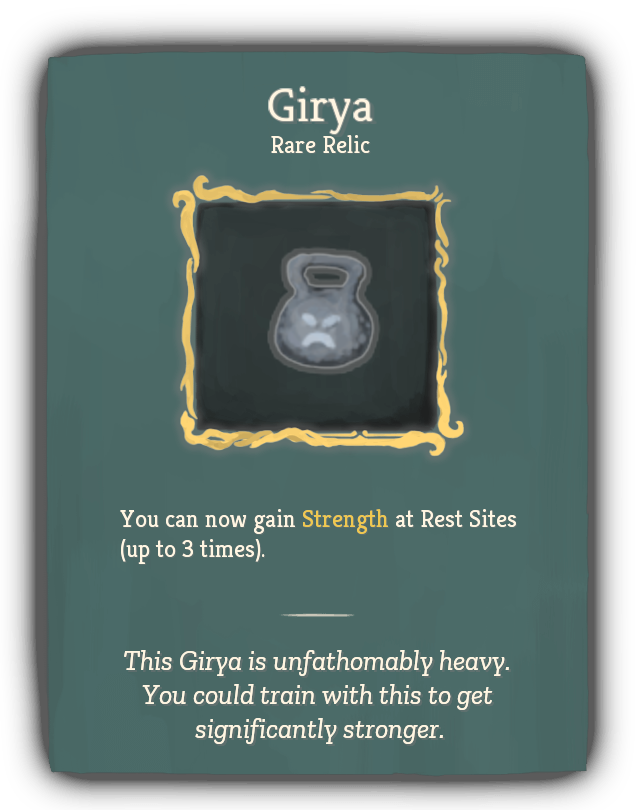 Girya
Rare Relic
You can now gain Strength at Rest Sites
(up to 3 times).
This Girya is unfathomably heavy.
You could train with this to get
significantly stronger.